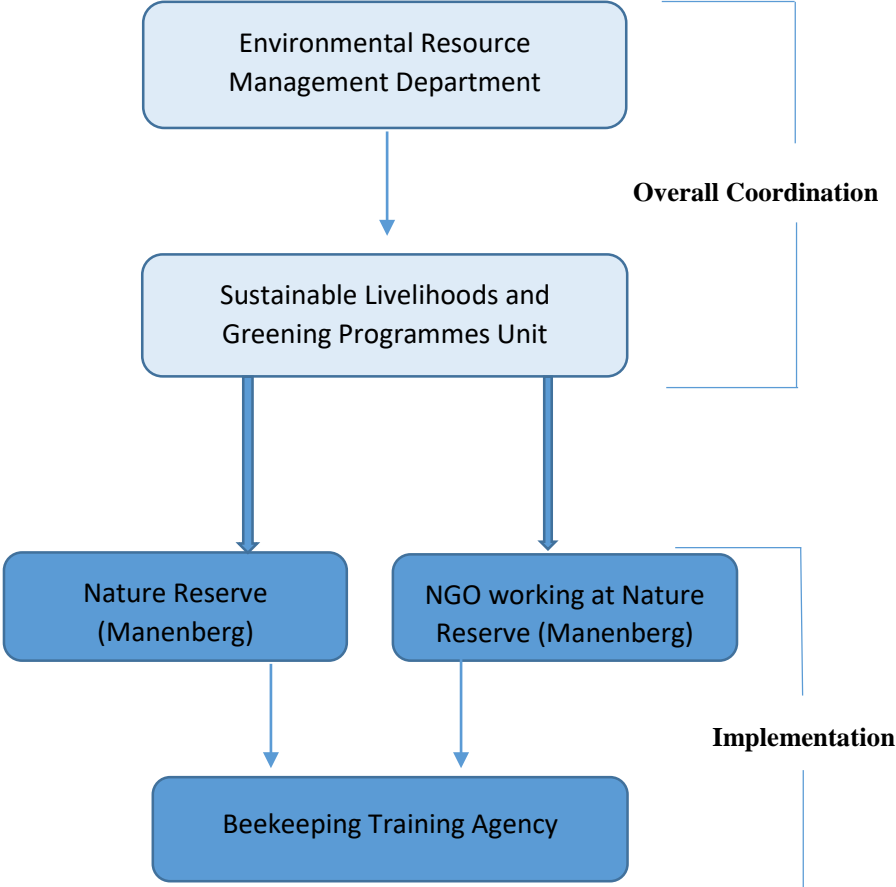 Environmental Resource
Management Department
Overall Coordination
Sustainable Livelihoods and
Greening Programmes Unit
Nature Reserve
(Manenberg)
NGO working at Nature
Reserve (Manenberg)
Implementation
Beekeeping Training Agency